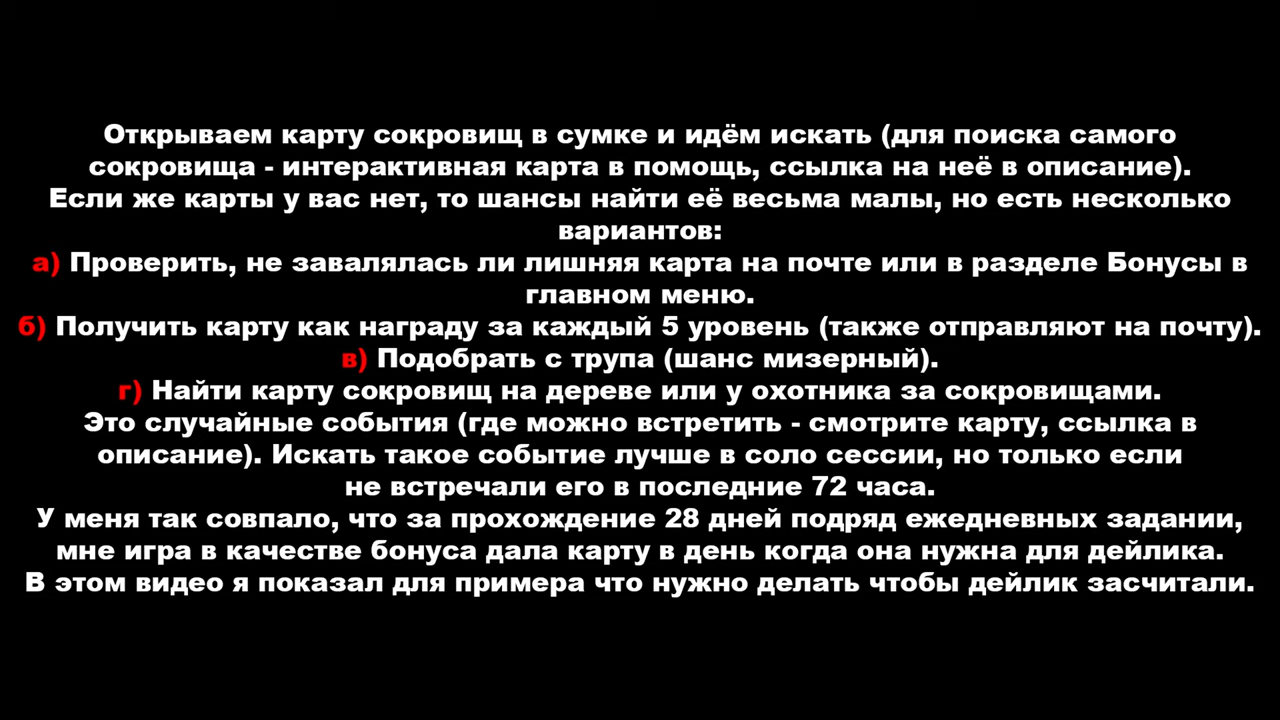 Открываем карту сокровищ в сумке и идём искать (для поиска самого
сокровища - интерактивная карта в помощь, ссылка на неё в описание).
Если же карты у вас нет, то шансы найти её весьма малы, но есть несколько
вариантов:
а) Проверить, не завалялась ли лишняя карта на почте или в разделе Бонусы в
главном меню.
б) Получить карту как награду за каждый 5 уровень (также отправляют на почту).
в) Подобрать с трупа (шанс мизерный).
г) Найти карту сокровищ на дереве или у охотника за сокровищами.
Это случайные события (где можно встретить - смотрите карту, ссылка в
описание). Искать такое событие лучше в соло сессии, но только если
не встречали его в последние 72 часа.
У меня так совпало, что за прохождение 28 дней подряд ежедневных задании,
мне игра в качестве бонуса дала карту в день когда она нужна для дейлика.
В этом видео я показал для примера что нужно делать чтобы дейлик засчитали.